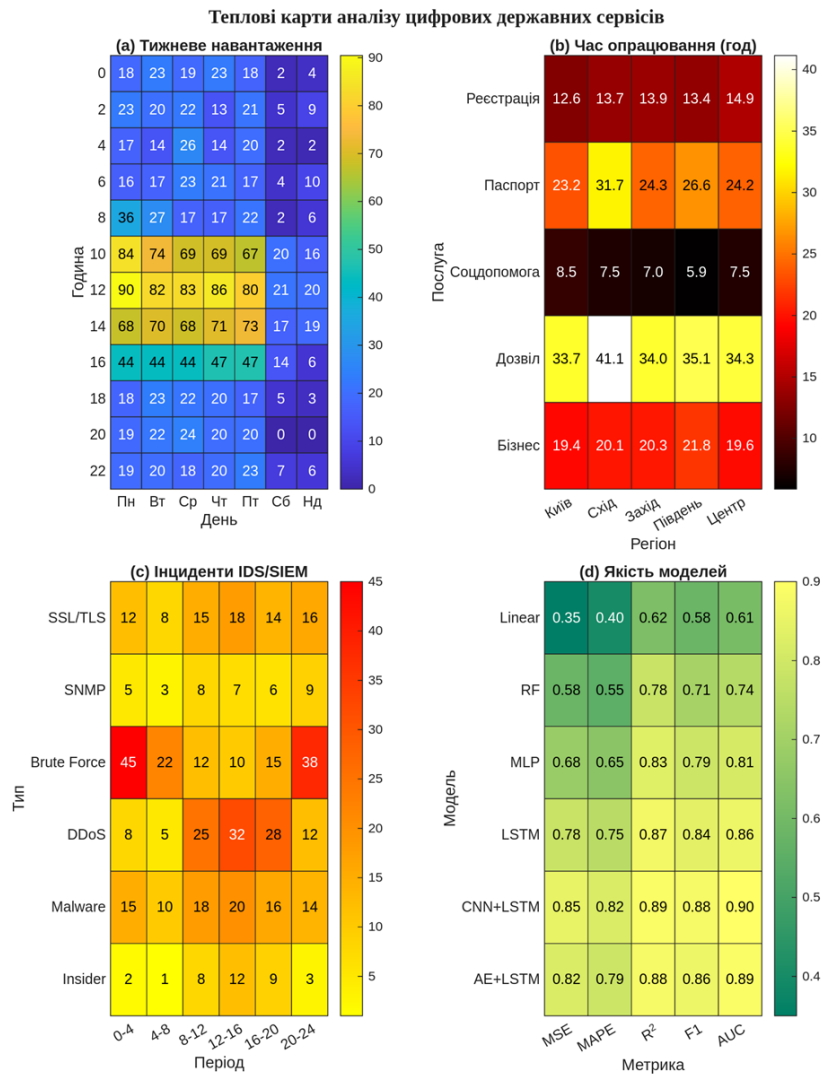 Теплові карти аналізу цифрових державних сервісів
(a) Тижневе навантаження
Година
0 18 23 19 23 18 2 4
2 23 20 22 13 21 5 9
4 17 14 26 14 20 2 2
6 16 17 23 21 17 4 10
8 36 27 17 17 22 2 6
10 84 74 69 69 67 20 16
12 90 82 83 86 80 21 20
14 68 70 68 71 73 17 19
16 44 44 44 47 47 14 6
18 18 23 22 20 17 5 3
20 19 22 24 20 20 0 0
22 19 20 18 20 23 7 6
Пн Вт Ср Чт Пт Сб Нд
День
90
80
70
60
50
40
30
20
10
0
(b) Час опрацювання (год)
Послуга
Реєстрація 12.6 13.7 13.9 13.4 14.9
Паспорт 23.2 31.7 24.3 26.6 24.2
Соцдопомога 8.5 7.5 7.0 5.9 7.5
Дозвіл 33.7 41.1 34.0 35.1 34.3
Бізнес 19.4 20.1 20.3 21.8 19.6
Київ Схід Захід Південь Центр
Регіон
40
35
30
25
20
15
10
(c) Інциденти IDS/SIEM
Тип
SSL/TLS 12 8 15 18 14 16
SNMP 5 3 8 7 6 9
Brute Force 45 22 12 10 15 38
DDoS 8 5 25 32 28 12
Malware 15 10 18 20 16 14
Insider 2 1 8 12 9 3
0-4 4-8 8-12 12-16 16-20 20-24
Період
45
40
35
30
25
20
15
10
5
(d) Якість моделей
Модель
Linear 0.35 0.40 0.62 0.58 0.61
RF 0.58 0.55 0.78 0.71 0.74
MLP 0.68 0.65 0.83 0.79 0.81
LSTM 0.78 0.75 0.87 0.84 0.86
CNN+LSTM 0.85 0.82 0.89 0.88 0.90
AE+LSTM 0.82 0.79 0.88 0.86 0.89
MSE MAPE R² F1 AUC
Метрика
0.9
0.8
0.7
0.6
0.5
0.4